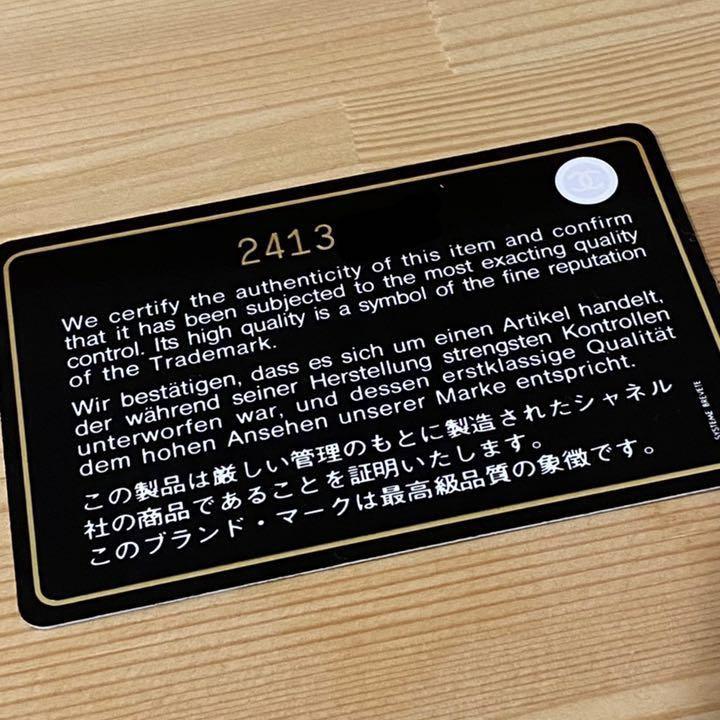 2413
We certify the authenticity of this item and confirm
that it has been subjected to the most exacting quality
control. Its high quality is a symbol of the fine reputation
of the Trademark.
Wir bestätigen, dass es sich um einen Artikel handelt,
der während seiner Herstellung strengsten Kontrollen
unterworfen war, und dessen erstklassige Qualität
dem hohen Ansehen unserer Marke entspricht.
この製品は厳しい管理のもとに製造されたシャネル
社の商品であることを証明いたします。
このブランド・マークは最高級品質の象徴です。
SYSTEME BREVETE